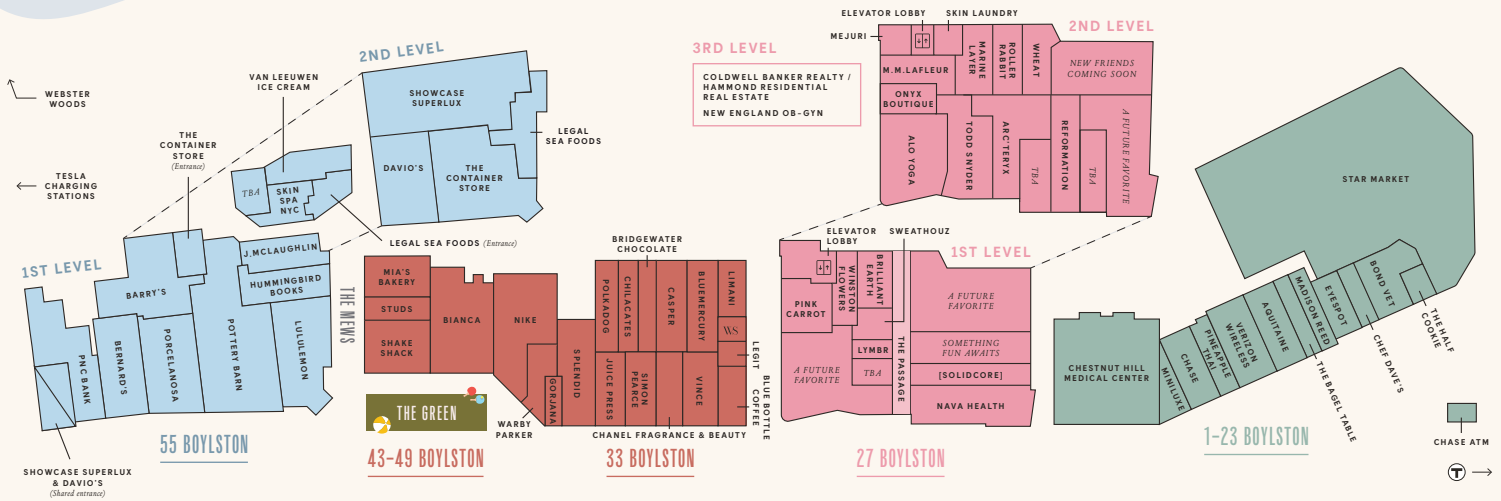 WEBSTER
WOODS
TESLA
CHARGING
STATIONS
THE
CONTAINER
STORE
(Entrance)
VAN LEEUWEN
ICE CREAM
2ND LEVEL
SHOWCASE
SUPERLUX
DAVIO'S
THE
CONTAINER
STORE
LEGAL
SEA FOODS
TBA
SKIN
SPA
NYC
LEGAL SEA FOODS (Entrance)
1ST LEVEL
BARRY'S
J.MCLAUGHLIN
HUMMINGBIRD
BOOKS
PNC BANK
BERNARD'S
PORCELANOSA
POTTERY BARN
LULULEMON
SHOWCASE SUPERLUX
& DAVIO'S
(Shared entrance)
55 BOYLSTON
THE MEWS
MIA'S
BAKERY
STUDS
SHAKE
SHACK
BIANCA
NIKE
GORJANA
WARBY
PARKER
THE GREEN
43–49 BOYLSTON
BRIDGEWATER
CHOCOLATE
SPLENDID
POLKADOG
CHILACATES
CASPER
BLUEMERCURY
LIMANI
WS
JUICE PRESS
SIMON
PEARCE
VINCE
LEGIT
BLUE BOTTLE
COFFEE
CHANEL FRAGRANCE & BEAUTY
33 BOYLSTON
3RD LEVEL
COLDWELL BANKER REALTY /
HAMMOND RESIDENTIAL
REAL ESTATE
NEW ENGLAND OB-GYN
ELEVATOR LOBBY
SKIN LAUNDRY
MEJURI
2ND LEVEL
M.M.LAFLEUR
MARINE
LAYER
ROLLER
RABBIT
WHEAT
NEW FRIENDS
COMING SOON
ONYX
BOUTIQUE
ALO YOGA
TODD SNYDER
ARC'TERYX
TBA
REFORMATION
TBA
A FUTURE FAVORITE
ELEVATOR
LOBBY
SWEATHOUZ
1ST LEVEL
PINK
CARROT
WINSTON
FLOWERS
BRILLIANT
EARTH
A FUTURE
FAVORITE
LYMBR
TBA
THE PASSAGE
A FUTURE
FAVORITE
SOMETHING
FUN AWAITS
[SOLIDCORE]
NAVA HEALTH
27 BOYLSTON
STAR MARKET
CHESTNUT HILL
MEDICAL CENTER
MINILUXE
CHASE
PINEAPPLE
THAI
VERIZON
WIRELESS
AQUITAINE
MADISON REED
EYESPOT
BOND VET
THE HALF
COOKIE
CHEF DAVE'S
THE BAGEL TABLE
1–23 BOYLSTON
CHASE ATM
T